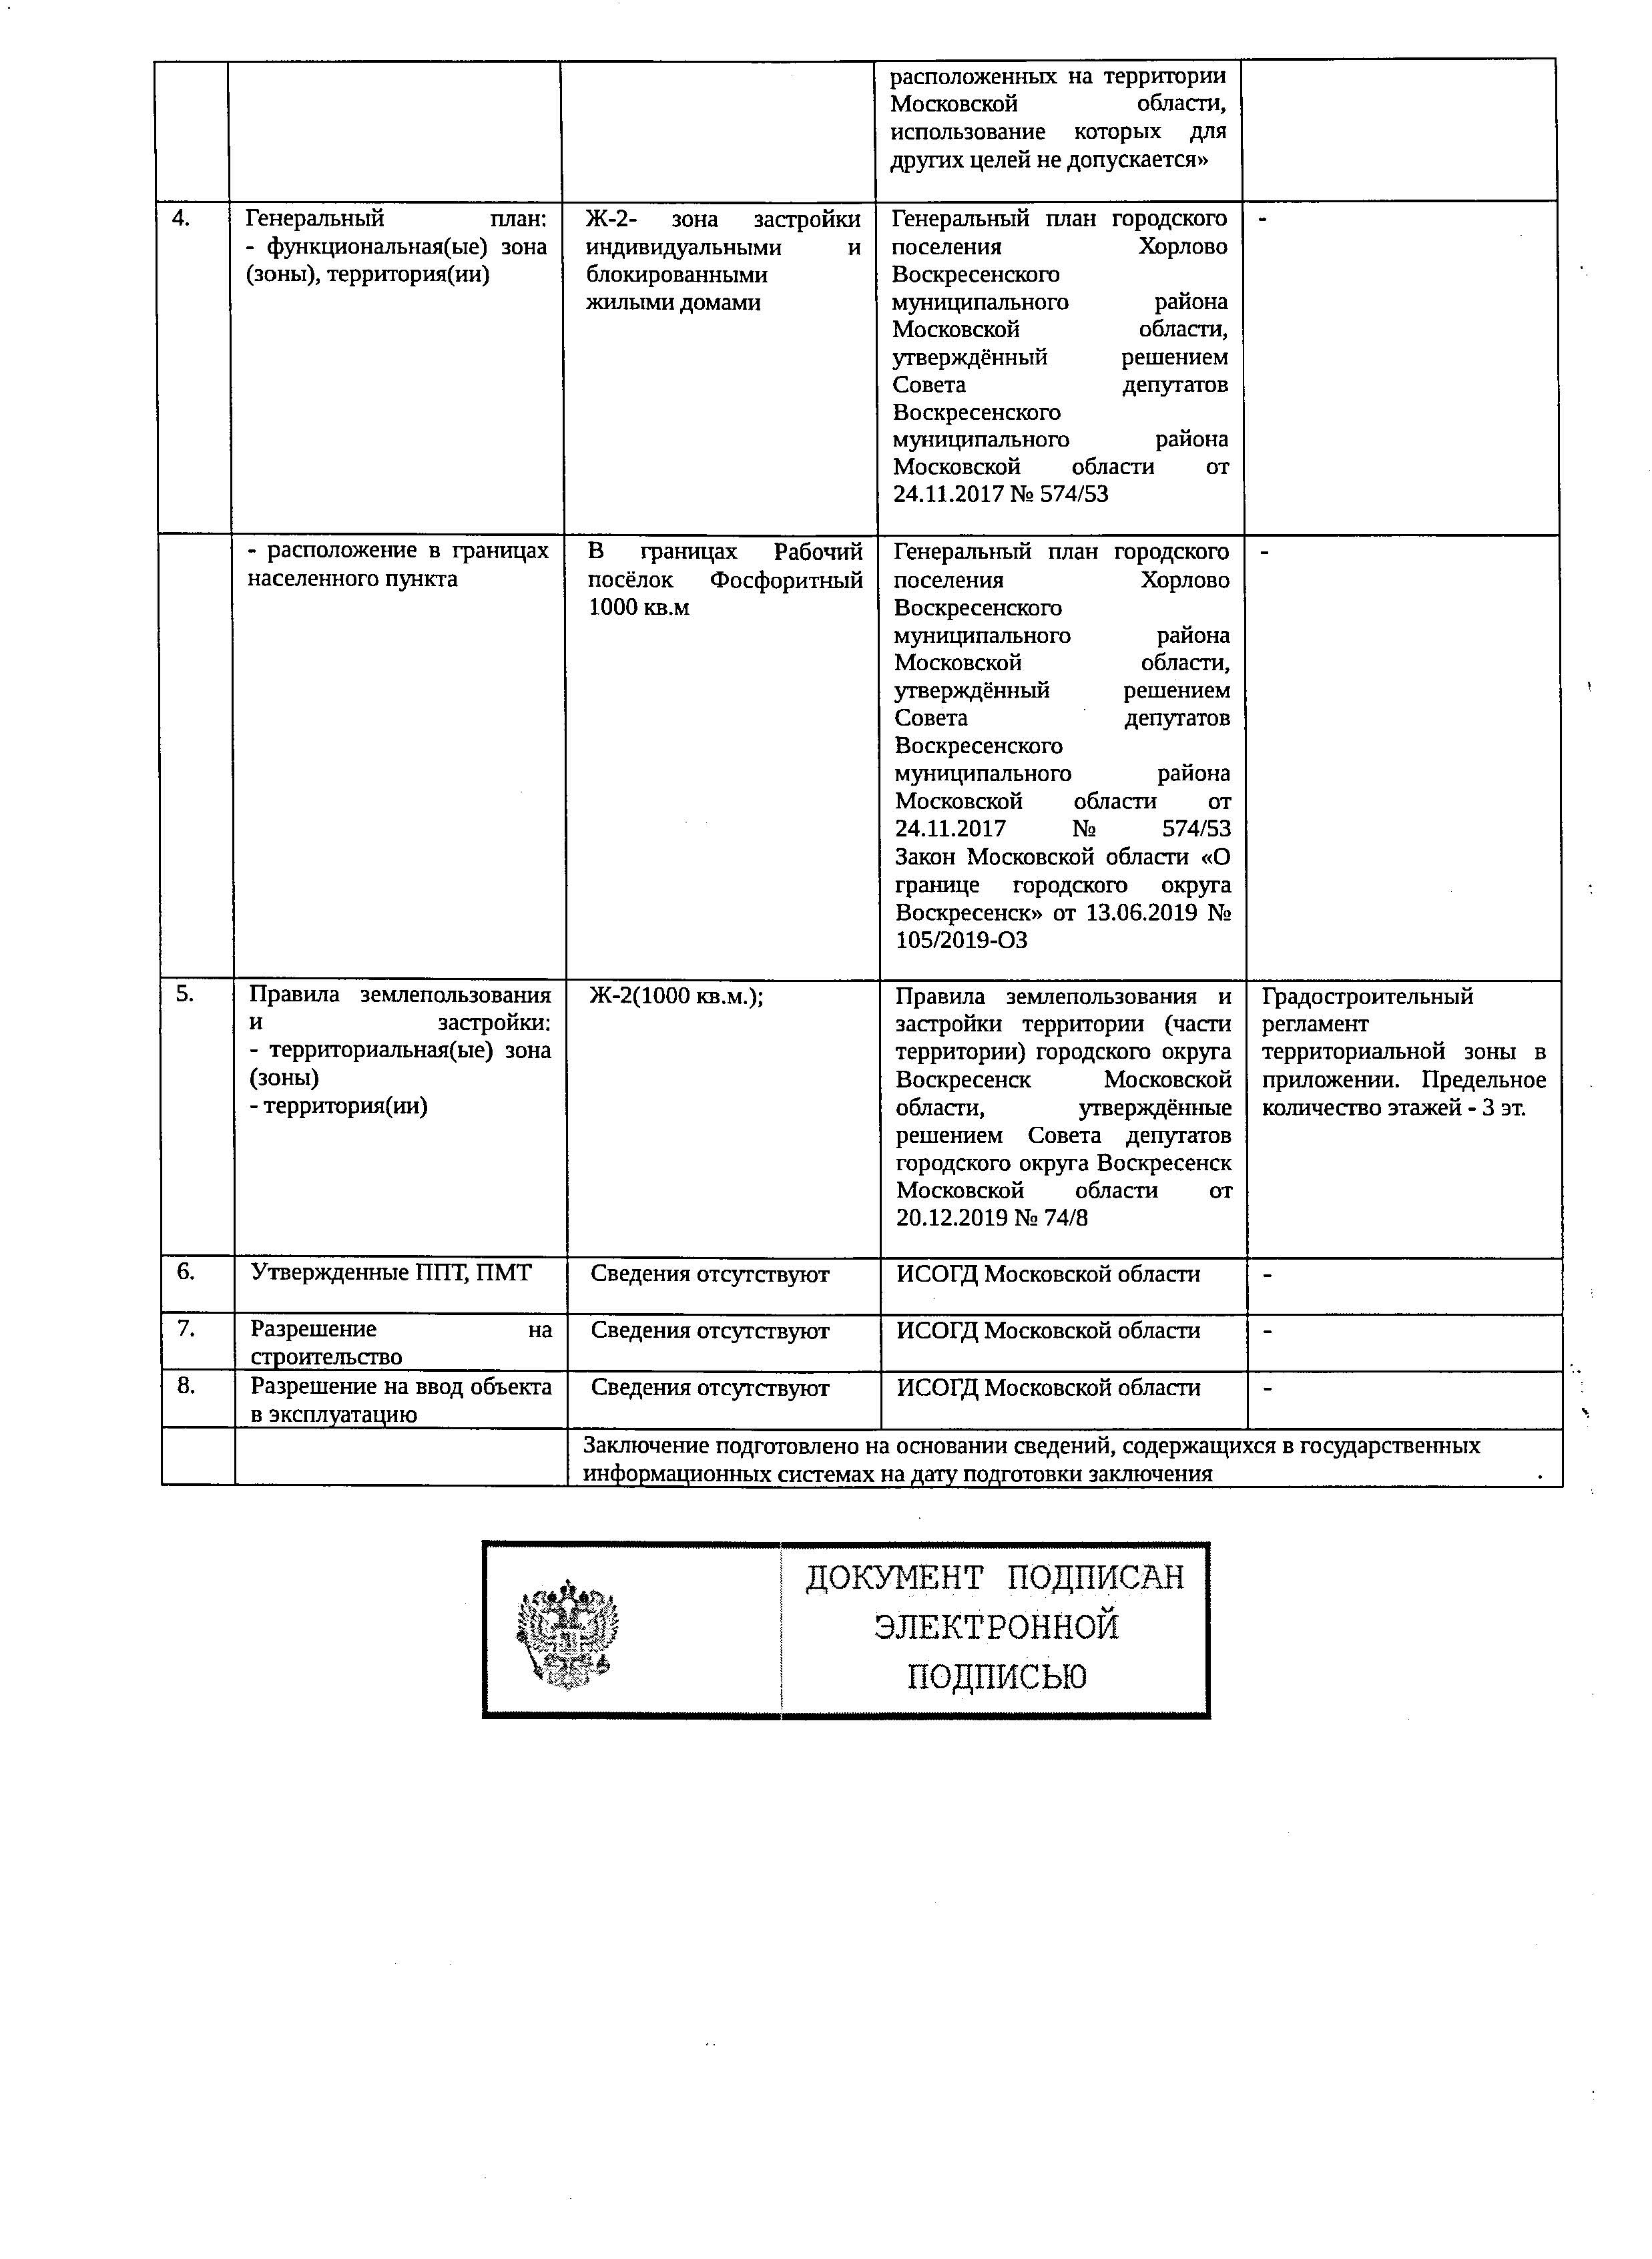 расположенных на территории
Московской области,
использование которых для
других целей не допускается»
4.
Генеральный план:
- функциональная(ые) зона
(зоны), территория(ии)
Ж-2- зона застройки
индивидуальными и
блокированными
жилыми домами
Генеральный план городского
поселения Хорлово
Воскресенского
муниципального района
Московской области,
утверждённый решением
Совета депутатов
Воскресенского
муниципального района
Московской области от
24.11.2017 № 574/53
-
- расположение в границах
населенного пункта
В границах Рабочий
посёлок Фосфоритный
1000 кв.м
Генеральный план городского
поселения Хорлово
Воскресенского
муниципального района
Московской области,
утверждённый решением
Совета депутатов
Воскресенского
муниципального района
Московской области от
24.11.2017 № 574/53
Закон Московской области «О
границе городского округа
Воскресенск» от 13.06.2019 №
105/2019-ОЗ
-
5.
Правила землепользования
и застройки:
- территориальная(ые) зона
(зоны)
- территория(ии)
Ж-2(1000 кв.м.);
Правила землепользования и
застройки территории (части
территории) городского округа
Воскресенск Московской
области, утверждённые
решением Совета депутатов
городского округа Воскресенск
Московской области от
20.12.2019 № 74/8
Градостроительный
регламент
территориальной зоны в
приложении. Предельное
количество этажей - 3 эт.
6.
Утвержденные ППТ, ПМТ
Сведения отсутствуют
ИСОГД Московской области
-
7.
Разрешение на
строительство
Сведения отсутствуют
ИСОГД Московской области
-
8.
Разрешение на ввод объекта
в эксплуатацию
Сведения отсутствуют
ИСОГД Московской области
-
Заключение подготовлено на основании сведений, содержащихся в государственных
информационных системах на дату подготовки заключения
ДОКУМЕНТ ПОДПИСАН
ЭЛЕКТРОННОЙ
ПОДПИСЬЮ